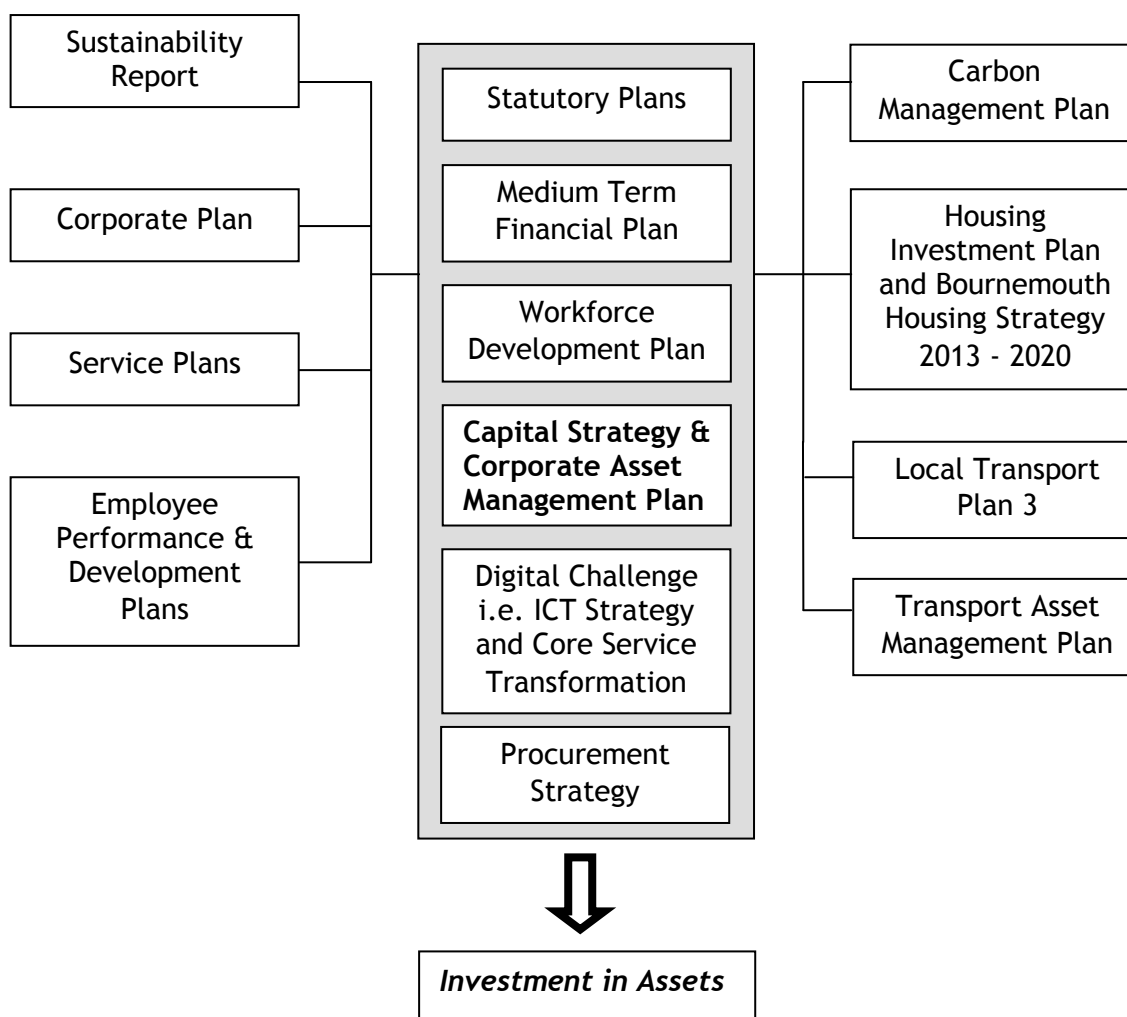 Sustainability
Report
Corporate Plan
Service Plans
Employee
Performance &
Development
Plans
Statutory Plans
Medium Term
Financial Plan
Workforce
Development Plan
Capital Strategy &
Corporate Asset
Management Plan
Digital Challenge
i.e. ICT Strategy
and Core Service
Transformation
Procurement
Strategy
Carbon
Management Plan
Housing
Investment Plan
and Bournemouth
Housing Strategy
2013 - 2020
Local Transport
Plan 3
Transport Asset
Management Plan
Investment in Assets